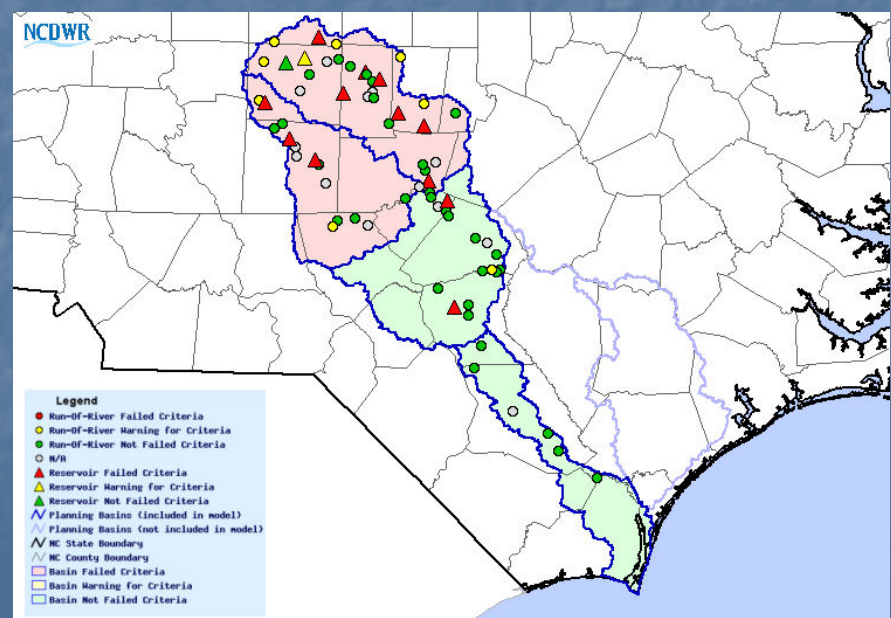 NCDWR
Legend
Run-Of-River Failed Criteria
Run-Of-River Warning for Criteria
Run-Of-River Not Failed Criteria
N/A
Reservoir Failed Criteria
Reservoir Warning for Criteria
Reservoir Not Failed Criteria
Planning Basins (included in model)
Planning Basins (not included in model)
NC State Boundary
NC County Boundary
Basin Failed Criteria
Basin Warning for Criteria
Basin Not Failed Criteria